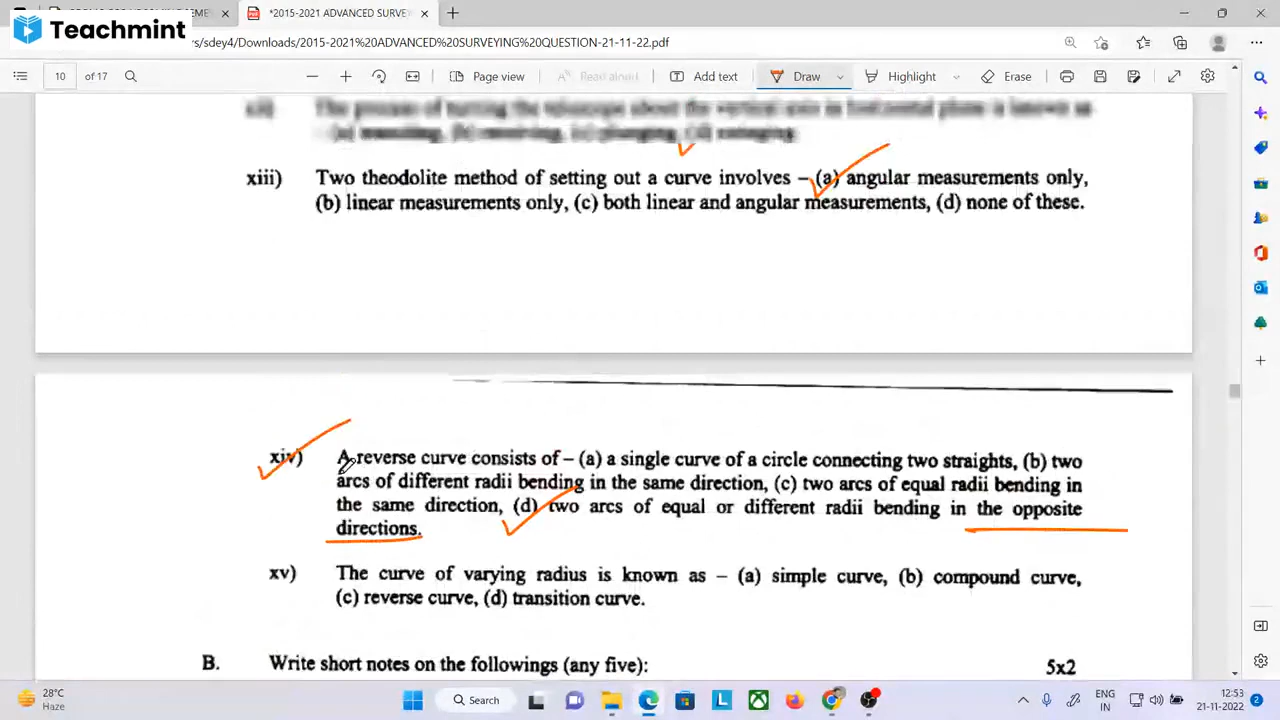 *2015-2021 ADVANCED SURVE
Teachmint
/sdey4/Downloads/2015-2021%20ADVANCED%20SURVEYING%20QUESTION-21-11-22.pdf
10 of 17
Page view
Read aloud
Add text
Draw
Highlight
Erase
xiii) Two theodolite method of setting out a curve involves – (a) angular measurements only,
(b) linear measurements only, (c) both linear and angular measurements, (d) none of these.
xiv) A reverse curve consists of – (a) a single curve of a circle connecting two straights, (b) two
arcs of different radii bending in the same direction, (c) two arcs of equal radii bending in
the same direction, (d) two arcs of equal or different radii bending in the opposite
directions.
xv) The curve of varying radius is known as – (a) simple curve, (b) compound curve,
(c) reverse curve, (d) transition curve.
B. Write short notes on the followings (any five): 5x2
28°C
Haze
Search
ENG
IN
12:53
21-11-2022